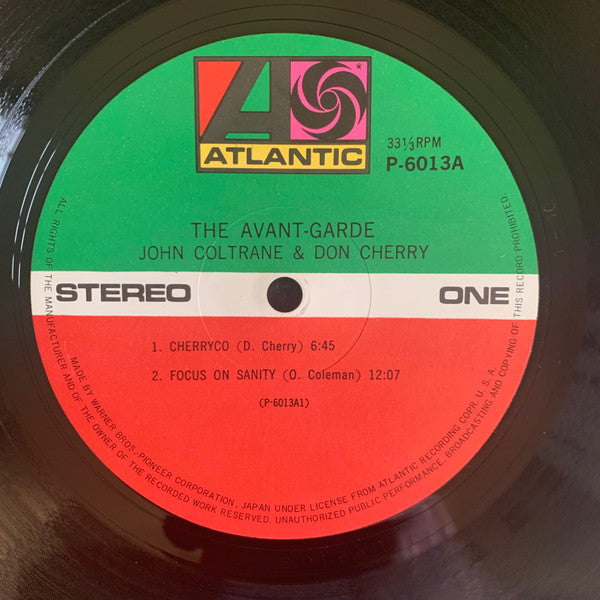 ATLANTIC
33⅓RPM
P-6013A
THE AVANT-GARDE
JOHN COLTRANE & DON CHERRY
STEREO
ONE
1. CHERRYCO (D. Cherry) 6:45
2. FOCUS ON SANITY (O. Coleman) 12:07
(P-6013A1)
ALL RIGHTS OF THE MANUFACTURER AND OF THE OWNER OF THE RECORDED WORK RESERVED. UNAUTHORIZED PUBLIC PERFORMANCE, BROADCASTING AND COPYING OF THIS RECORD PROHIBITED.
MADE BY WARNER BROS.-PIONEER CORPORATION, JAPAN UNDER LICENSE FROM ATLANTIC RECORDING COPR. U. S. A.